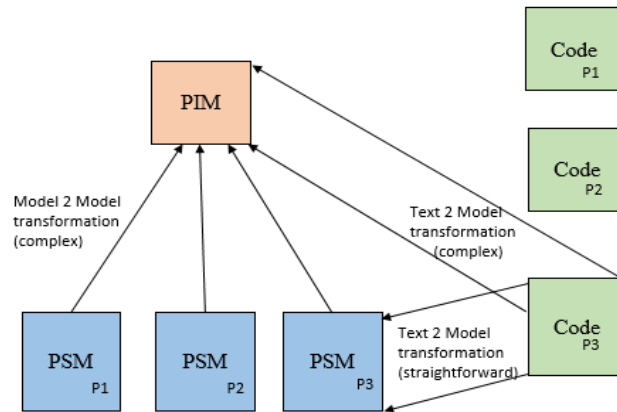 Code
P1
PIM
Code
P2
Model 2 Model
transformation
(complex)
Text 2 Model
transformation
(complex)
Code
P3
PSM
P1
PSM
P2
PSM
P3
Text 2 Model
transformation
(straightforward)